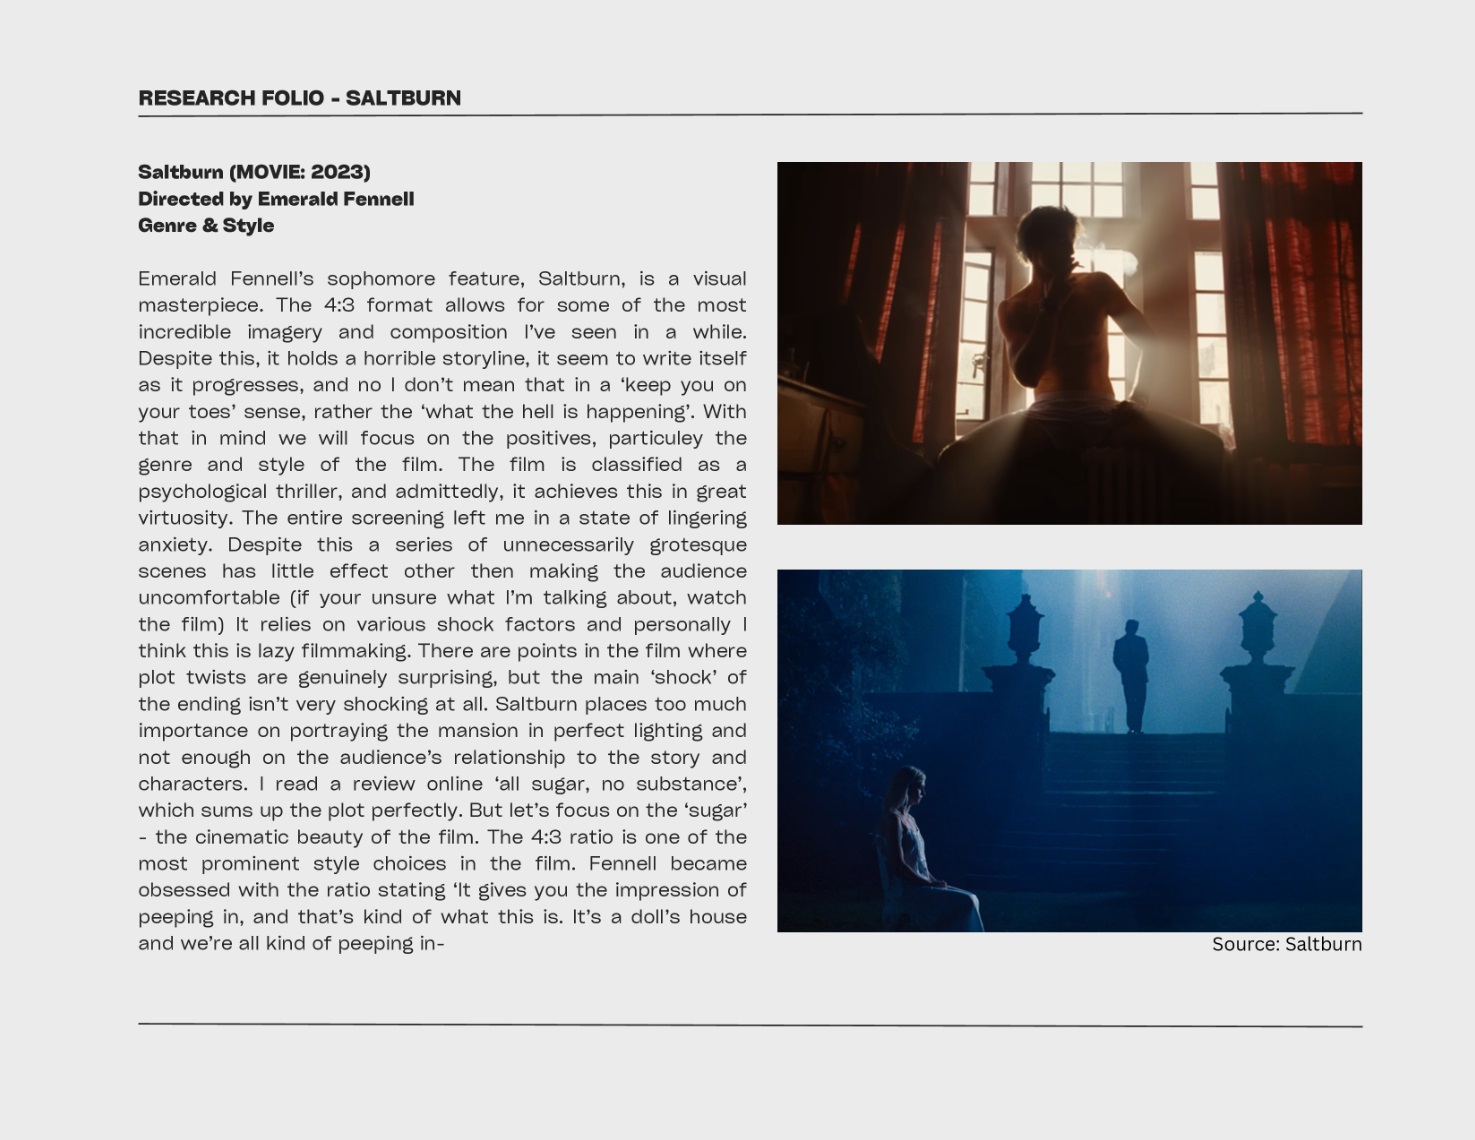 RESEARCH FOLIO - SALTBURN
Saltburn (MOVIE: 2023)
Directed by Emerald Fennell
Genre & Style
Emerald Fennell’s sophomore feature, Saltburn, is a visual
masterpiece. The 4:3 format allows for some of the most
incredible imagery and composition I’ve seen in a while.
Despite this, it holds a horrible storyline, it seem to write itself
as it progresses, and no I don’t mean that in a ‘keep you on
your toes’ sense, rather the ‘what the hell is happening’. With
that in mind we will focus on the positives, particuley the
genre and style of the film. The film is classified as a
psychological thriller, and admittedly, it achieves this in great
virtuosity. The entire screening left me in a state of lingering
anxiety. Despite this a series of unnecessarily grotesque
scenes has little effect other then making the audience
uncomfortable (if your unsure what I’m talking about, watch
the film) It relies on various shock factors and personally I
think this is lazy filmmaking. There are points in the film where
plot twists are genuinely surprising, but the main ‘shock’ of
the ending isn’t very shocking at all. Saltburn places too much
importance on portraying the mansion in perfect lighting and
not enough on the audience’s relationship to the story and
characters. I read a review online ‘all sugar, no substance’,
which sums up the plot perfectly. But let’s focus on the ‘sugar’
- the cinematic beauty of the film. The 4:3 ratio is one of the
most prominent style choices in the film. Fennell became
obsessed with the ratio stating ‘It gives you the impression of
peeping in, and that’s kind of what this is. It’s a doll’s house
and we’re all kind of peeping in-
Source: Saltburn